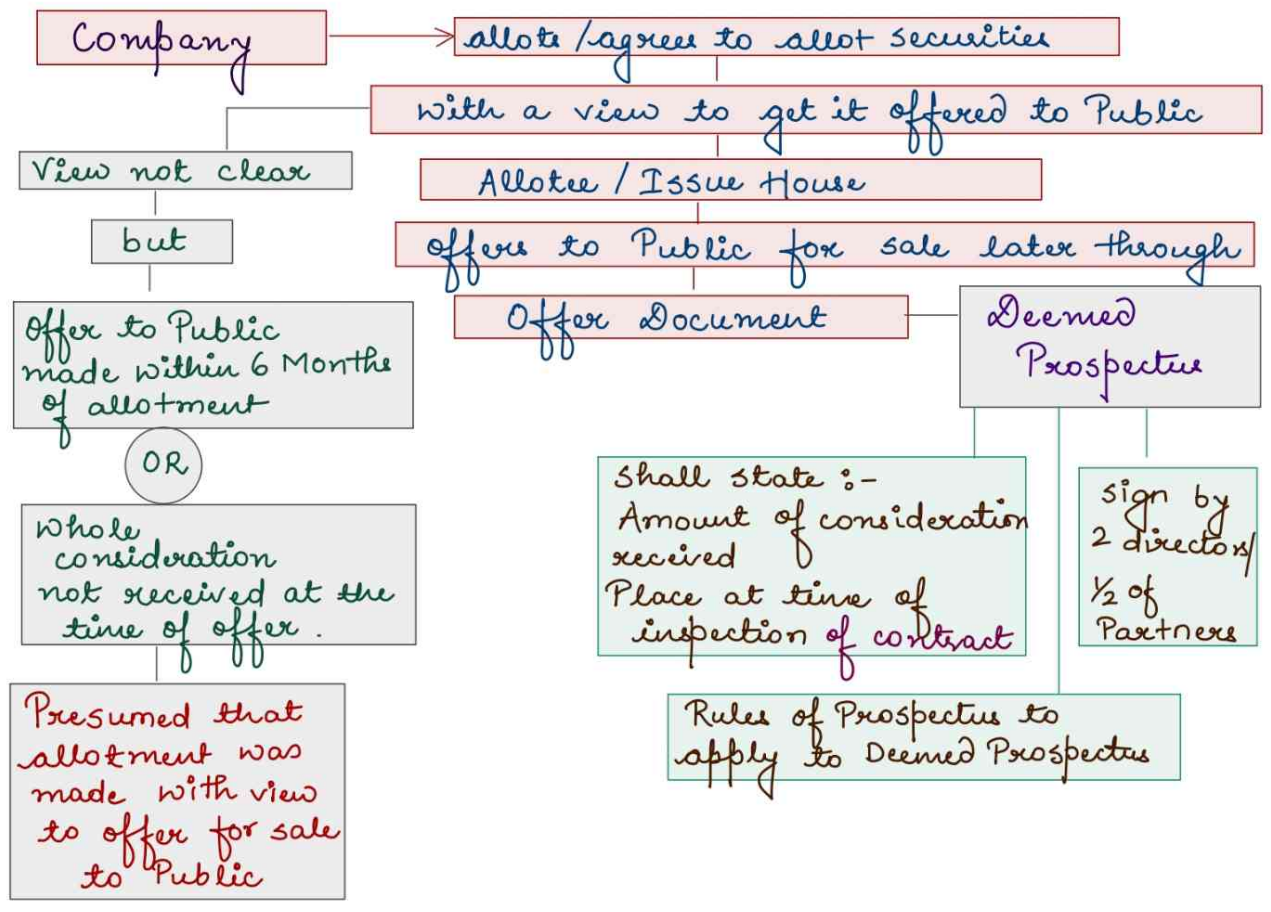 Company
allots/agrees to allot securities
with a view to get it offered to Public
View not clear
Allotee / Issue House
but
offers to Public for sale later through
Offer Document
Deemed
Prospectus
Offer to Public
made within 6 Months
of allotment
OR
Whole
consideration
not received at the
time of offer.
Presumed that
allotment was
made with view
to offer for sale
to Public
Shall state :-
Amount of consideration
received
Place at time of
inspection of contract
sign by
2 directors/
1/2 of
Partners
Rules of Prospectus to
apply to Deemed Prospectus